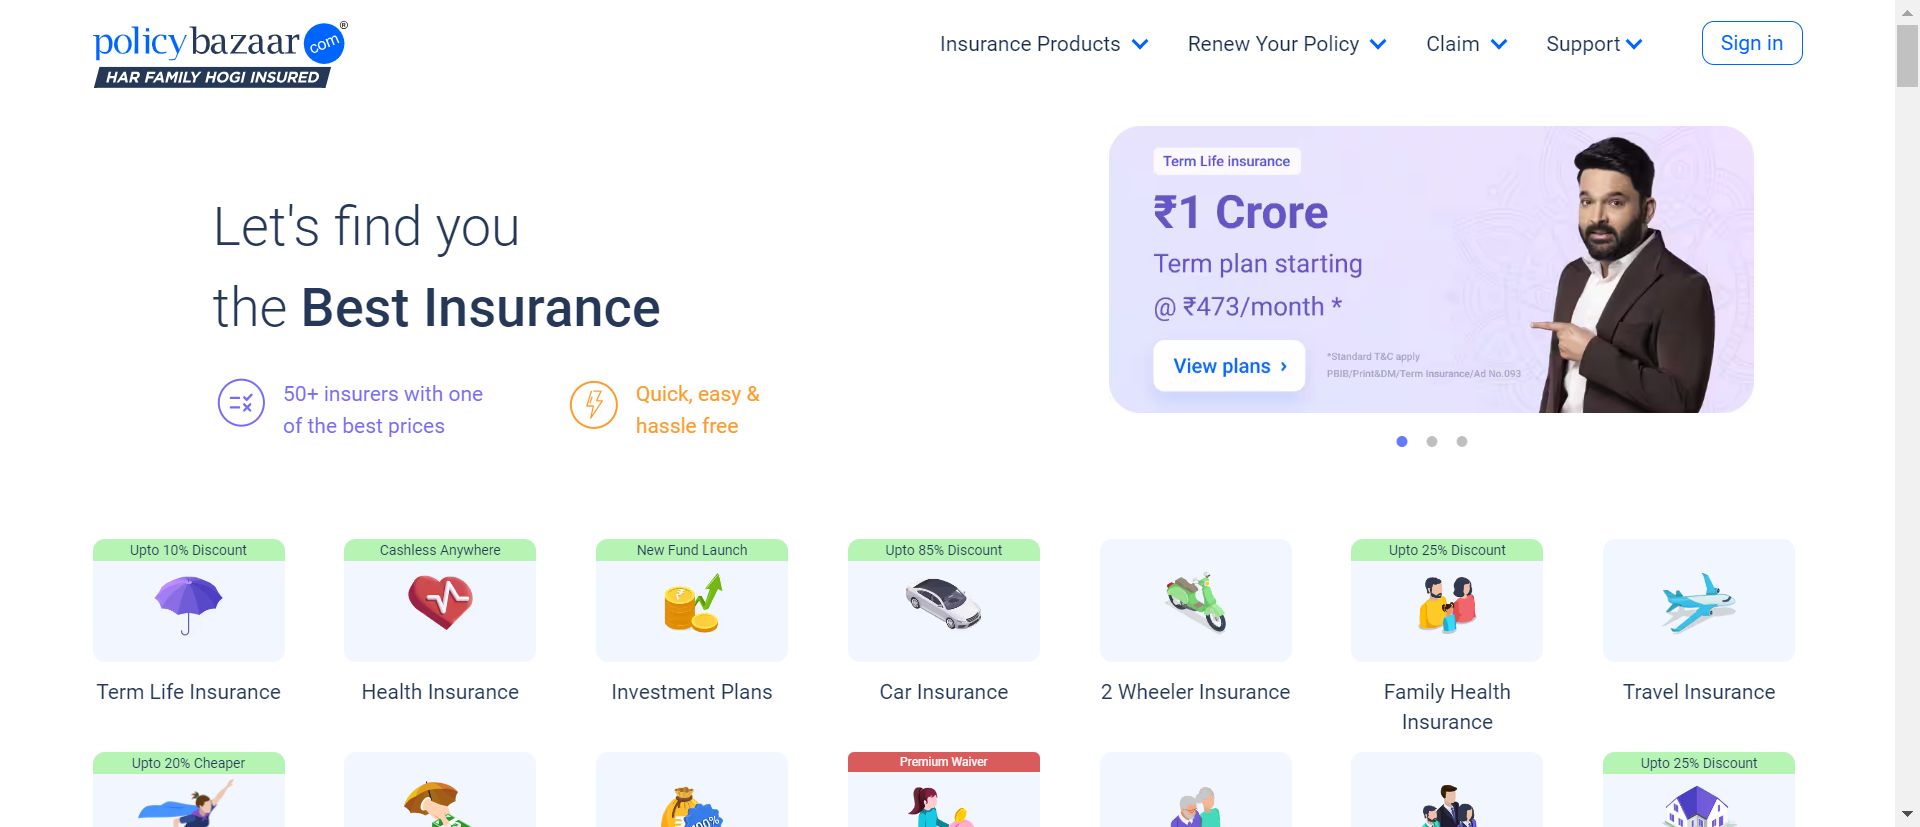 policybazaar com ®
HAR FAMILY HOGI INSURED
Insurance Products
Renew Your Policy
Claim
Support
Sign in
Let's find you
the Best Insurance
50+ insurers with one
of the best prices
Quick, easy &
hassle free
Term Life insurance
₹1 Crore
Term plan starting
@ ₹473/month *
View plans ›
*Standard T&C apply
PBIB/Print&DM/Term Insurance/Ad No.093
Upto 10% Discount
Term Life Insurance
Cashless Anywhere
Health Insurance
New Fund Launch
₹
Investment Plans
Upto 85% Discount
Car Insurance
2 Wheeler Insurance
Upto 25% Discount
Family Health
Insurance
Travel Insurance
Upto 20% Cheaper
100%
Premium Waiver
Upto 25% Discount